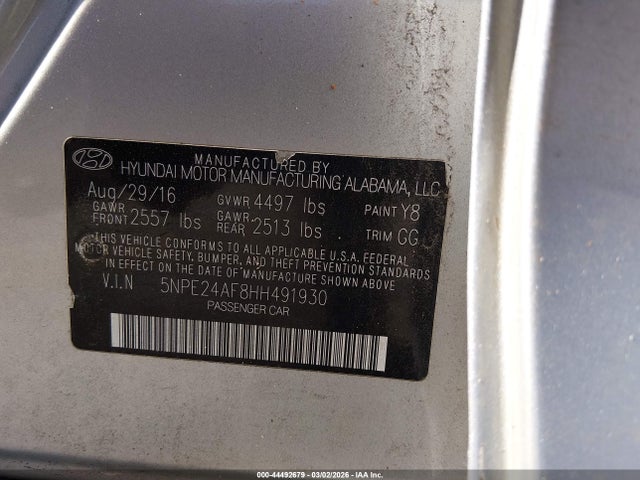 MANUFACTURED BY
HYUNDAI MOTOR MANUFACTURING ALABAMA, LLC
Aug/29/16 GVWR 4497 lbs PAINT Y8
GAWR FRONT 2557 lbs GAWR REAR 2513 lbs TRIM GG
THIS VEHICLE CONFORMS TO ALL APPLICABLE U.S.A. FEDERAL
MOTOR VEHICLE SAFETY, BUMPER, AND THEFT PREVENTION STANDARDS
IN EFFECT ON THE DATE OF MANUFACTURE SHOWN ABOVE
V.I.N 5NPE24AF8HH491930
PASSENGER CAR
000-44492679 - 03/02/2026 - IAA Inc.